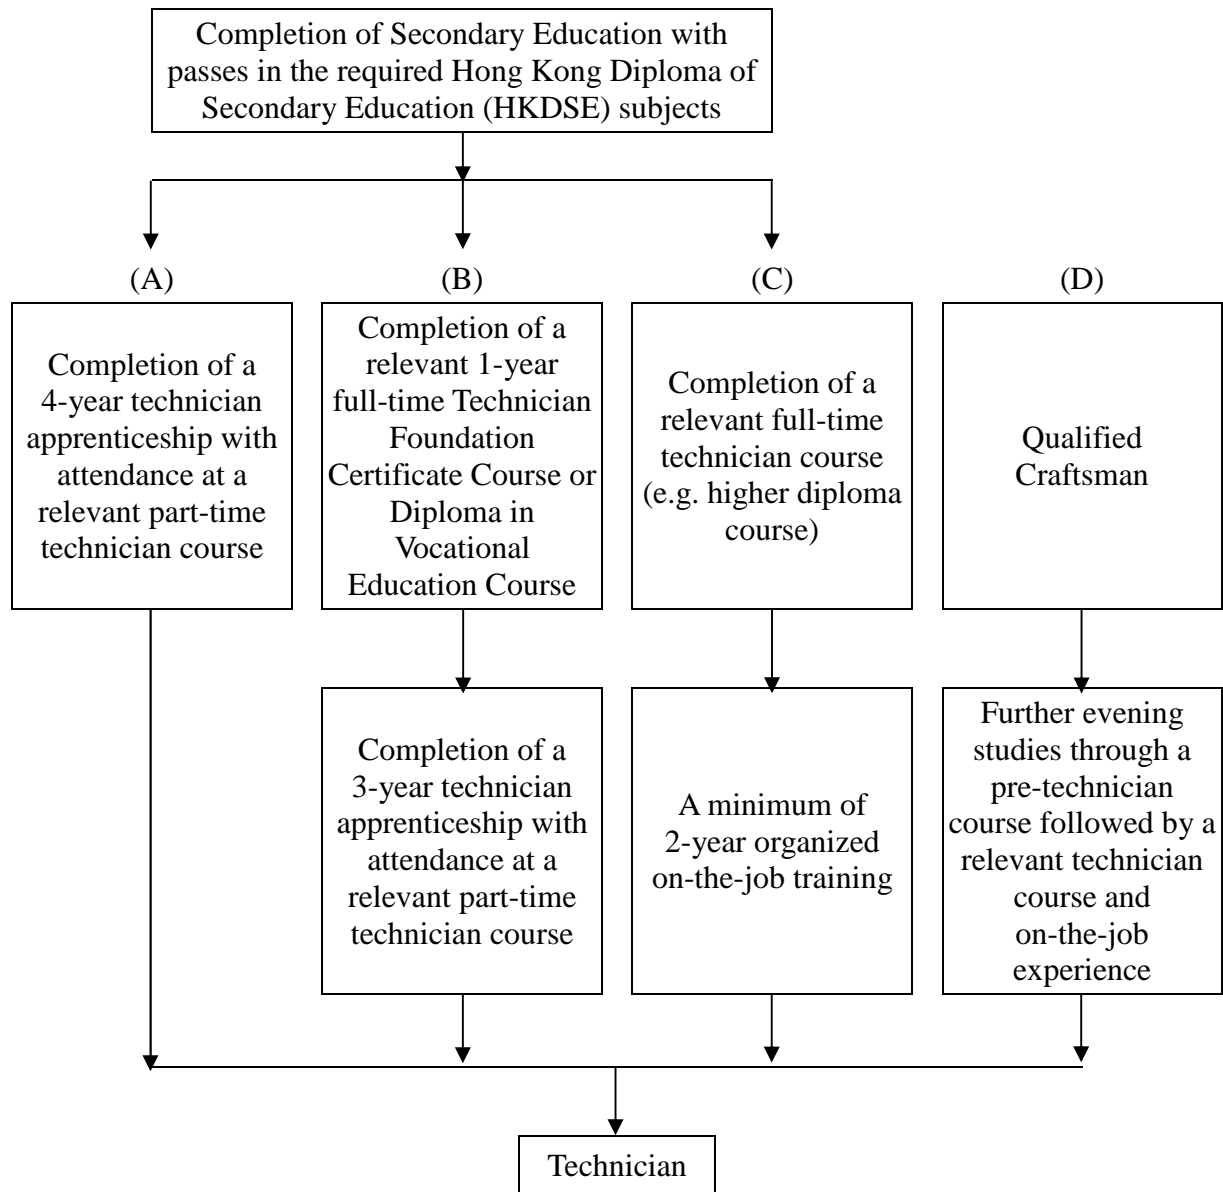 Completion of Secondary Education with
passes in the required Hong Kong Diploma of
Secondary Education (HKDSE) subjects
(A)
(B)
(C)
(D)
Completion of a
4-year technician
apprenticeship with
attendance at a
relevant part-time
technician course
Completion of a
relevant 1-year
full-time Technician
Foundation
Certificate Course or
Diploma in
Vocational
Education Course
Completion of a
relevant full-time
technician course
(e.g. higher diploma
course)
Qualified
Craftsman
Completion of a
3-year technician
apprenticeship with
attendance at a
relevant part-time
technician course
A minimum of
2-year organized
on-the-job training
Further evening
studies through a
pre-technician
course followed by a
relevant technician
course and
on-the-job
experience
Technician